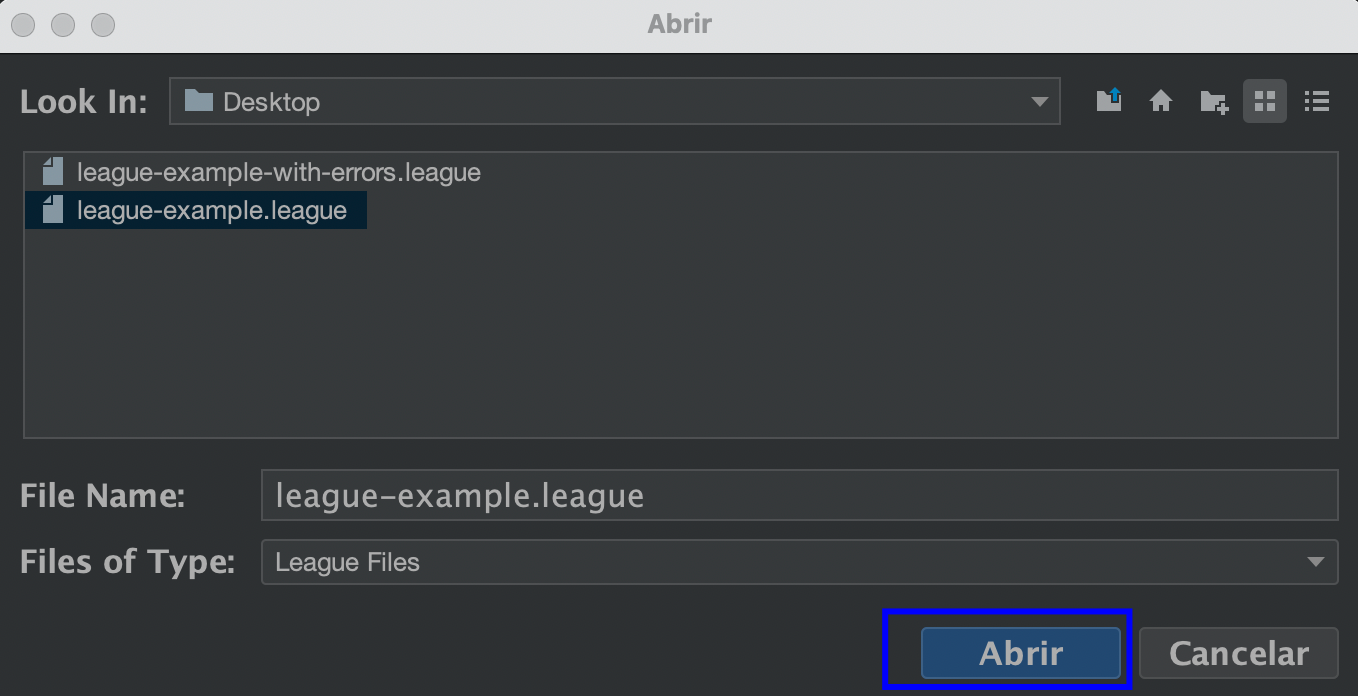 Abrir
Look In: Desktop
league-example-with-errors.league
league-example.league
File Name: league-example.league
Files of Type: League Files
Abrir Cancelar